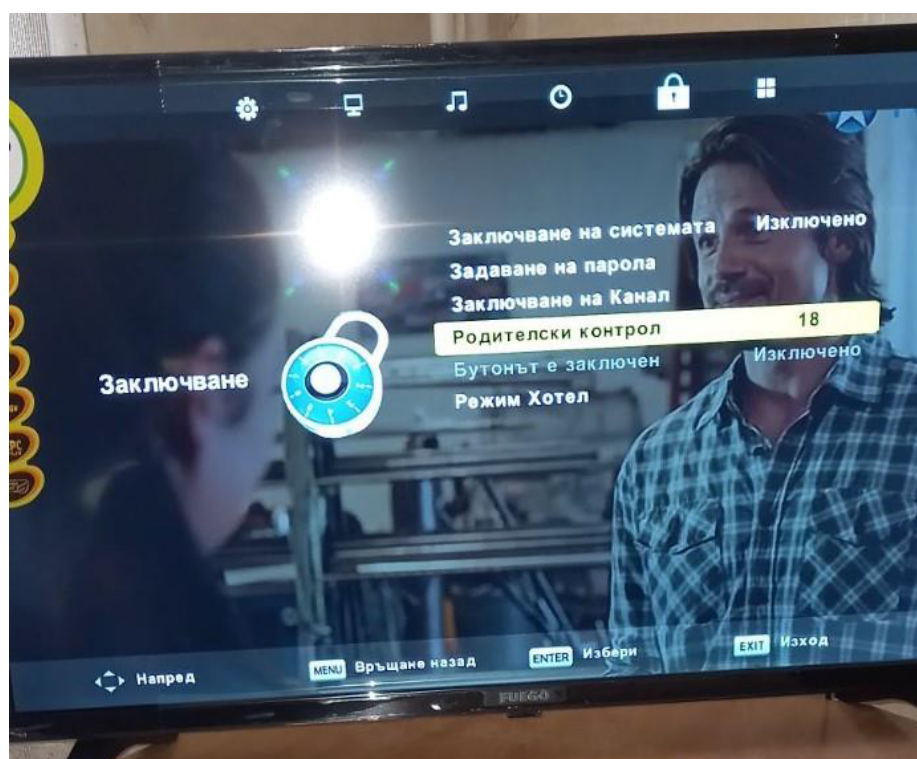 Заключване на системата Изключено
Задаване на парола
Заключване на Канал
Родителски контрол 18
Бутонът е заключен Изключено
Режим Хотел
Заключване
Напред MENU Връщане назад ENTER Избери EXIT Изход
FUEGO